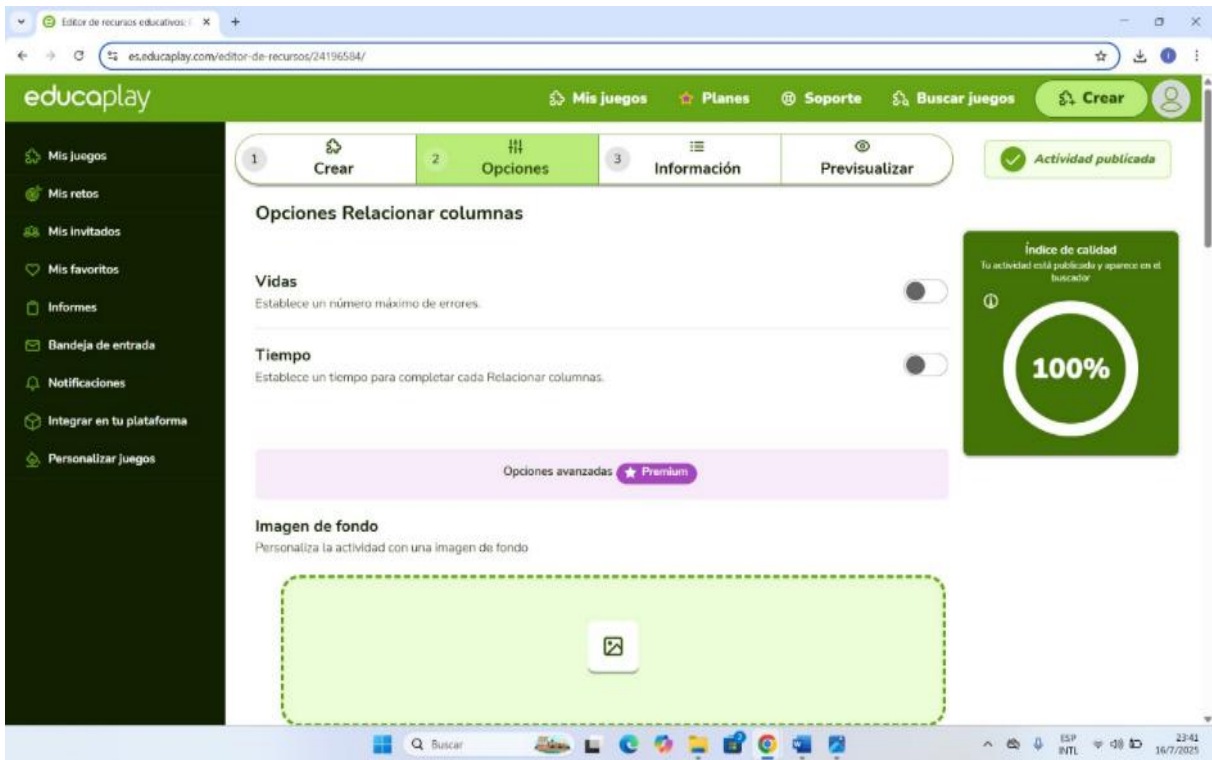 Editor de recursos educativos: I
es.educaplay.com/editor-de-recursos/24196584/
educaplay
Mis juegos
Planes
Soporte
Buscar juegos
Crear
Mis juegos
Mis retos
Mis invitados
Mis favoritos
Informes
Bandeja de entrada
Notificaciones
Integrar en tu plataforma
Personalizar juegos
1 Crear
2 Opciones
3 Información
Previsualizar
Actividad publicada
Opciones Relacionar columnas
Vidas
Establece un número máximo de errores.
Tiempo
Establece un tiempo para completar cada Relacionar columnas.
Opciones avanzadas Premium
Imagen de fondo
Personaliza la actividad con una imagen de fondo
Índice de calidad
Tu actividad está publicada y aparece en el
buscador
100%
Buscar
ESP
INTL
23:41
16/7/2025